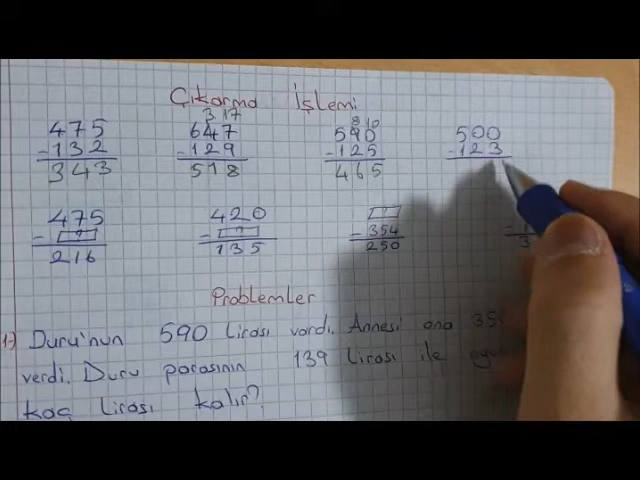 Çıkarma İşlemi
3 17
8 10
475 647 590 500
-132 -129 -125 -123
343 518 465
475 420
- - -354
216 135 250 3
Problemler
1-) Duru'nun 590 lirası vardı. Annesi ona
verdi. Duru parasının 139 lirası ile
kaç lirası kalır?